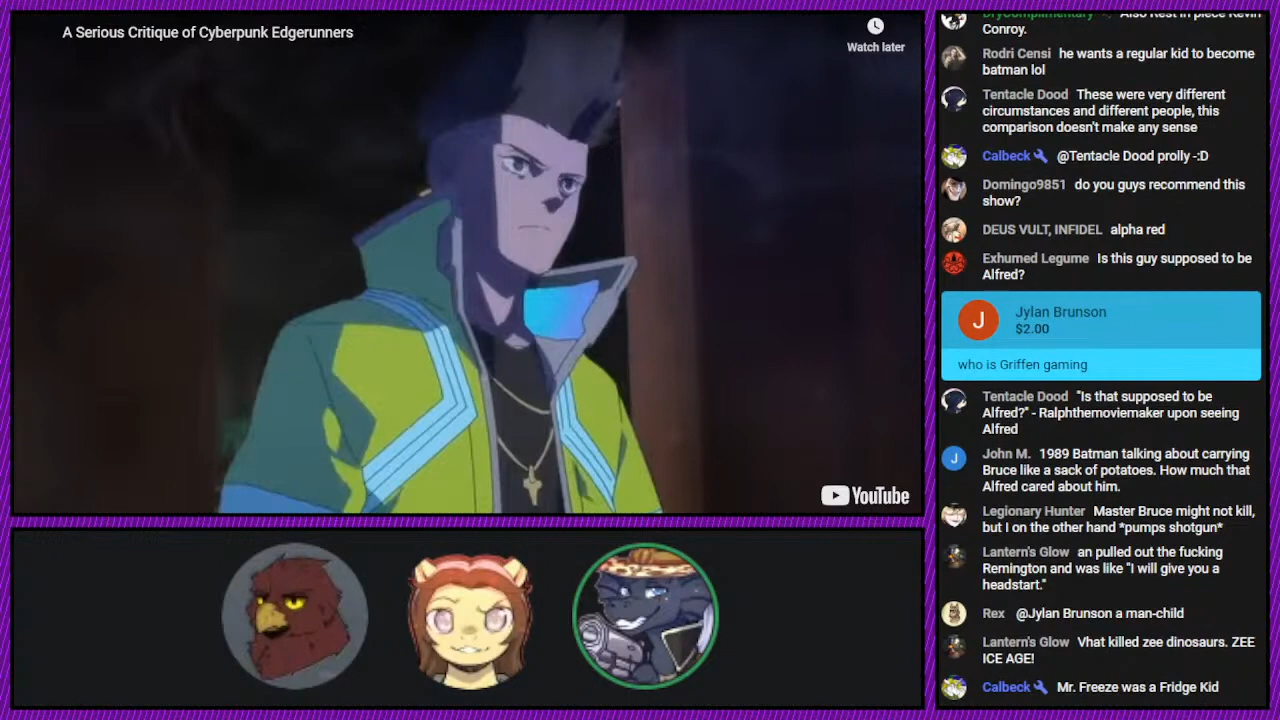 A Serious Critique of Cyberpunk Edgerunners
Watch later
YouTube
DryComplimentary Also Rest in piece Kevin
Conroy.
Rodri Censi he wants a regular kid to become
batman lol
Tentacle Dood These were very different
circumstances and different people, this
comparison doesn't make any sense
Calbeck @Tentacle Dood prolly -:D
Domingo9851 do you guys recommend this
show?
DEUS VULT, INFIDEL alpha red
Exhumed Legume Is this guy supposed to be
Alfred?
J
Jylan Brunson
$2.00
who is Griffen gaming
Tentacle Dood "Is that supposed to be
Alfred?" - Ralphthemoviemaker upon seeing
Alfred
J
John M. 1989 Batman talking about carrying
Bruce like a sack of potatoes. How much that
Alfred cared about him.
Legionary Hunter Master Bruce might not kill,
but I on the other hand *pumps shotgun*
Lantern's Glow an pulled out the fucking
Remington and was like "I will give you a
headstart."
Rex @Jylan Brunson a man-child
Lantern's Glow Vhat killed zee dinosaurs. ZEE
ICE AGE!
Calbeck Mr. Freeze was a Fridge Kid